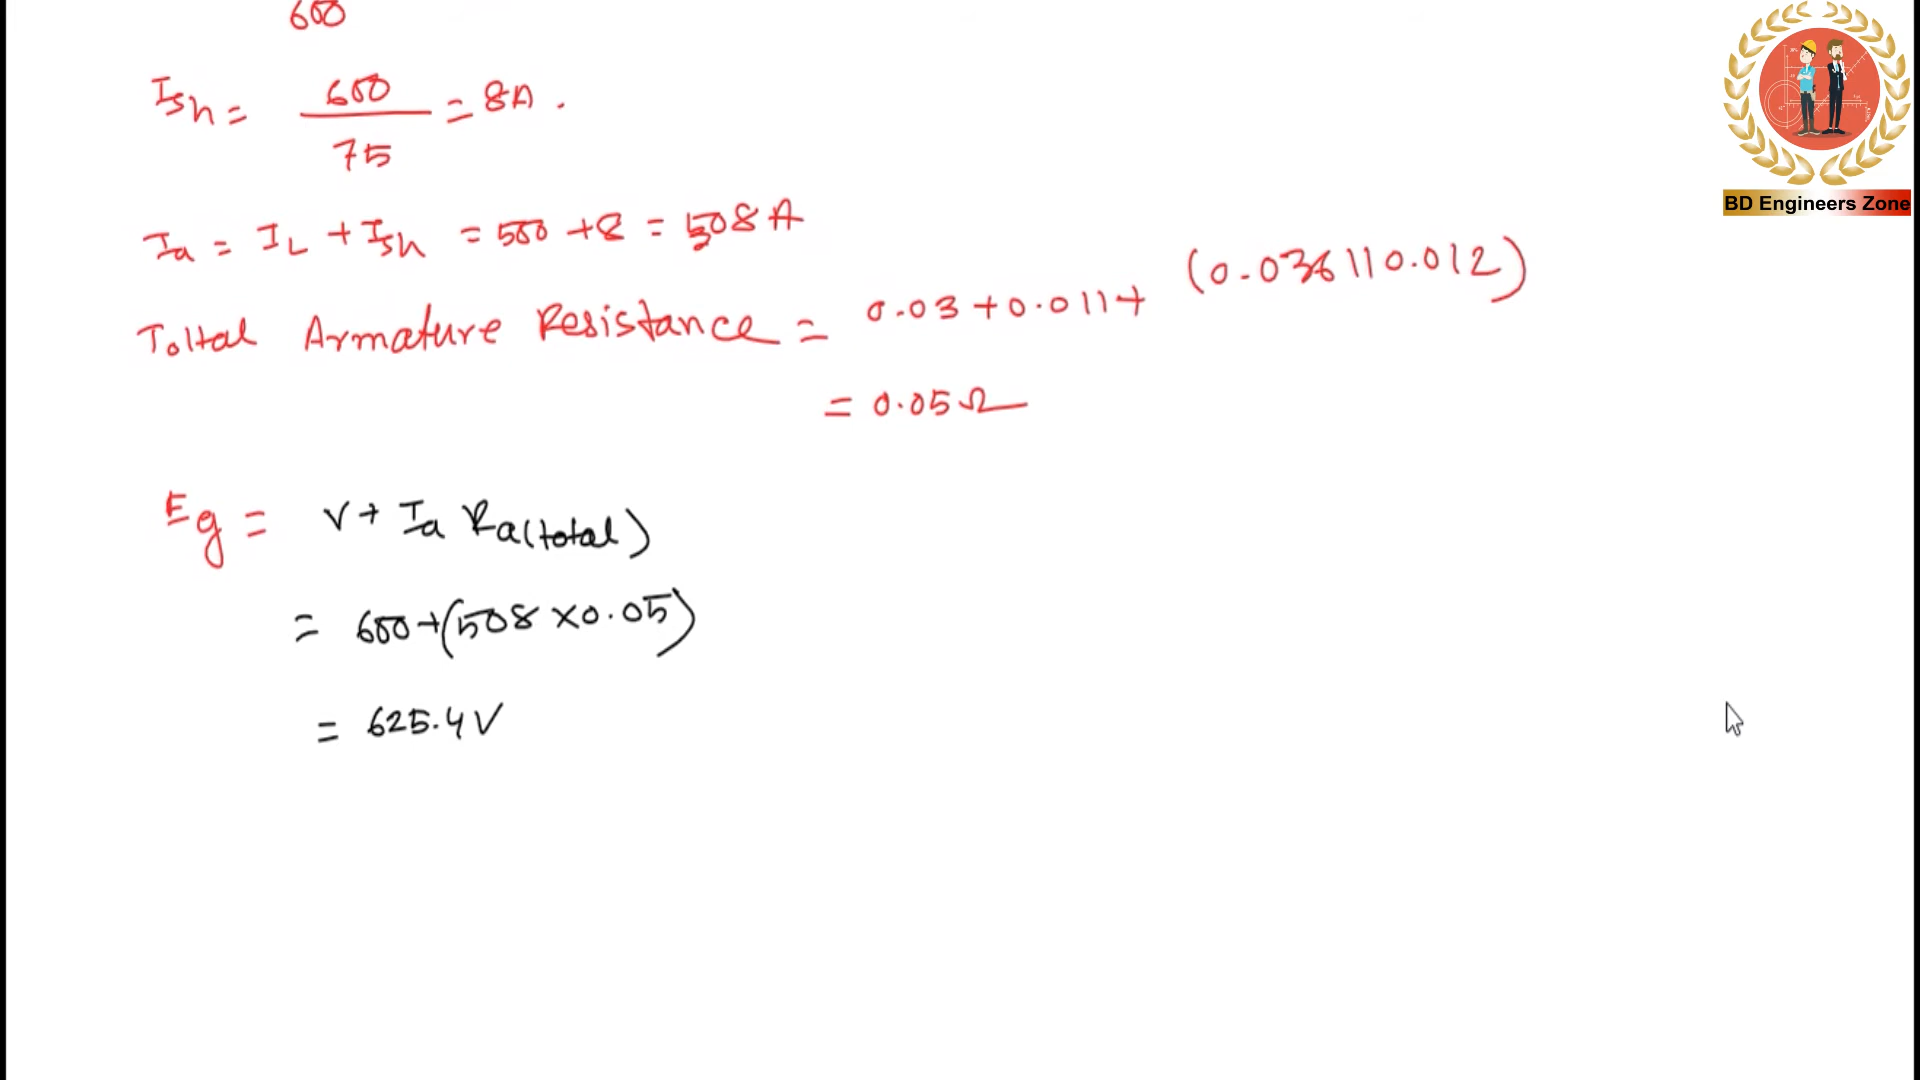 600
Ish = 600/75 = 8A.
Ia = IL + Ish = 500 + 8 = 508 A
Toltal Armature Resistance = 0.03 + 0.011 + (0.036 || 0.012)
= 0.05 Ω
Eg = V + Ia Ra(total)
= 600 + (508 × 0.05)
= 625.4 V
BD Engineers Zone